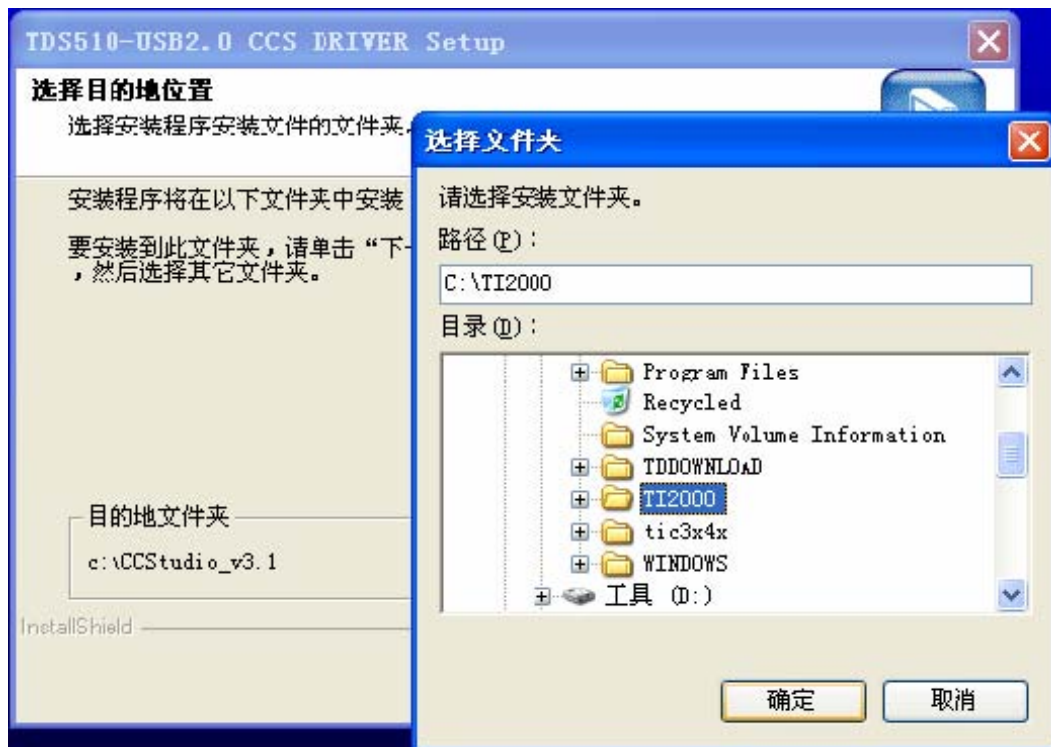 TDS510-USB2.0 CCS DRIVER Setup
选择目的地位置
选择安装程序安装文件的文件夹
安装程序将在以下文件夹中安装
要安装到此文件夹，请单击“下一
，然后选择其它文件夹。
目的地文件夹
c:\CCStudio_v3.1
InstallShield
选择文件夹
请选择安装文件夹。
路径(P)：
C:\TI2000
目录(D)：
Program Files
Recycled
System Volume Information
TDDOWNLOAD
TI2000
tic3x4x
WINDOWS
工具 (D:)
确定
取消